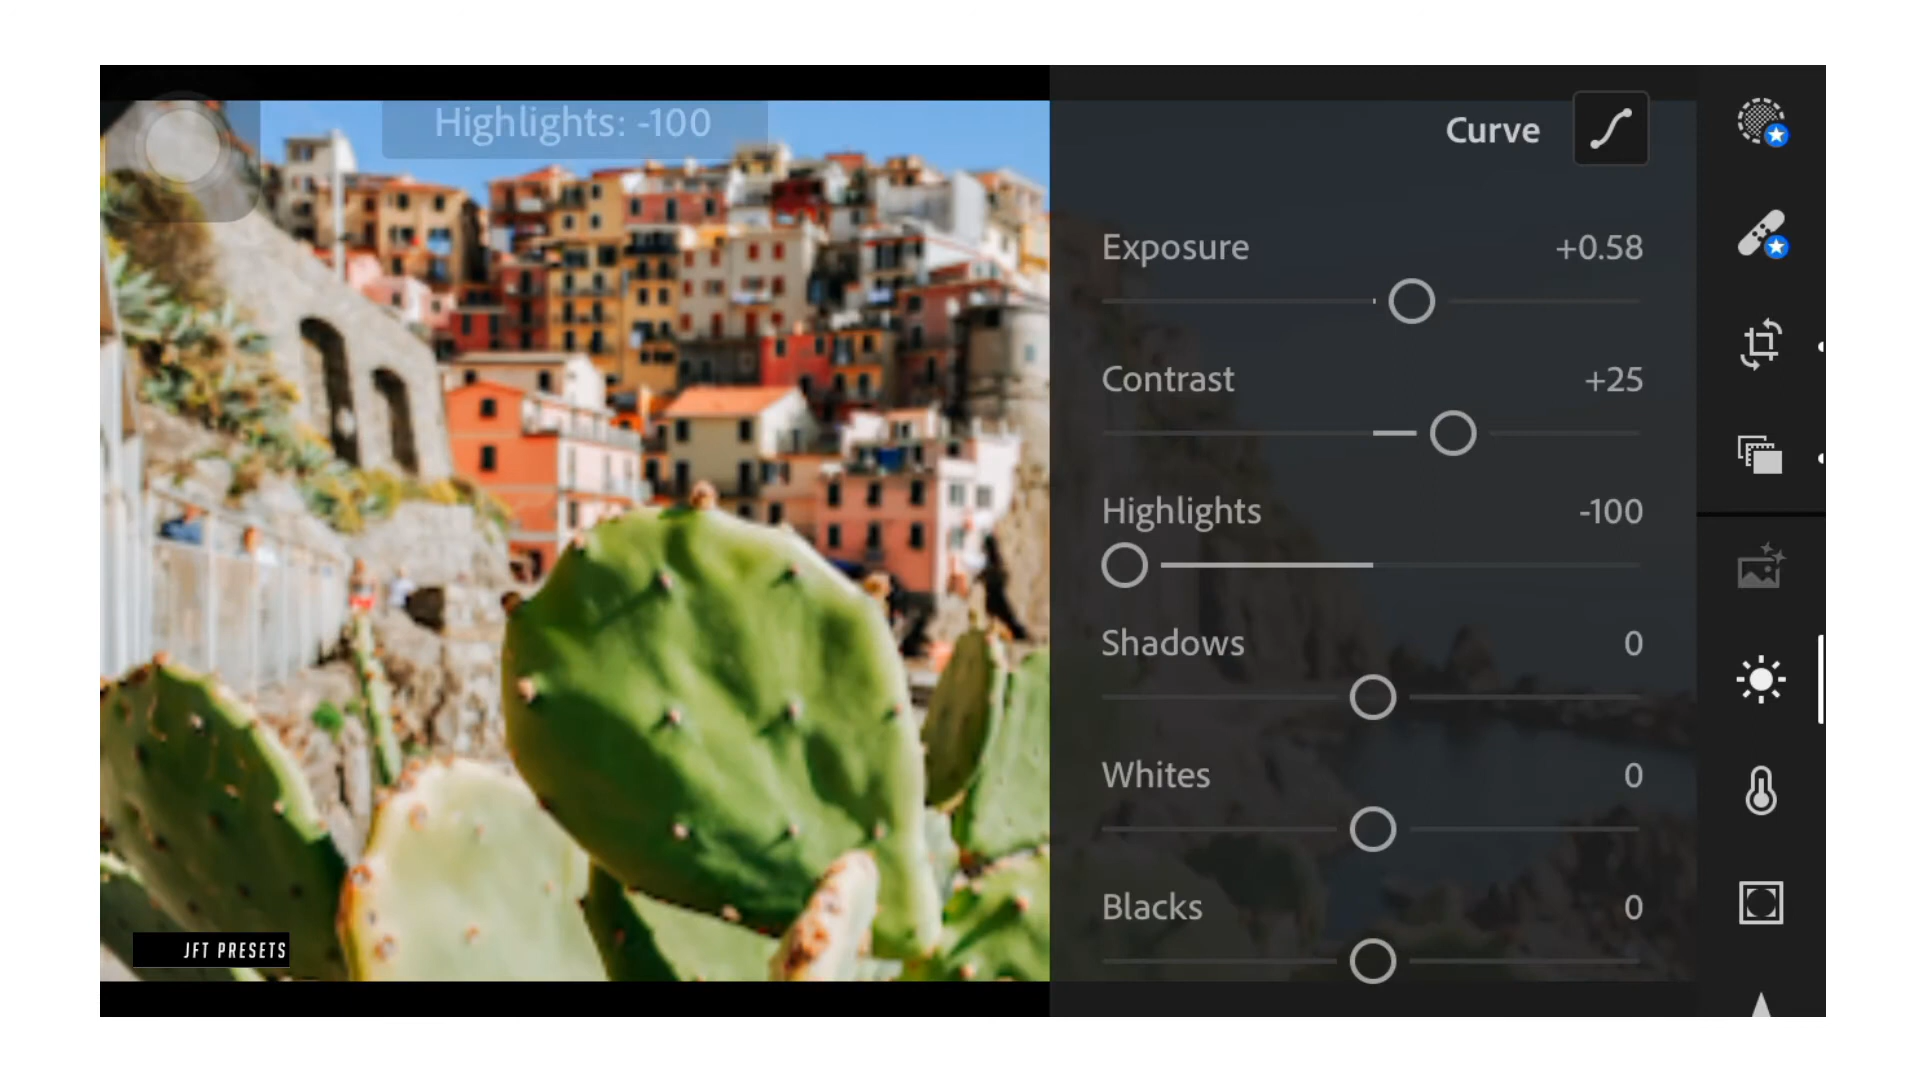 Highlights: -100
Curve
Exposure +0.58
Contrast +25
Highlights -100
Shadows 0
Whites 0
Blacks 0
JFT PRESETS